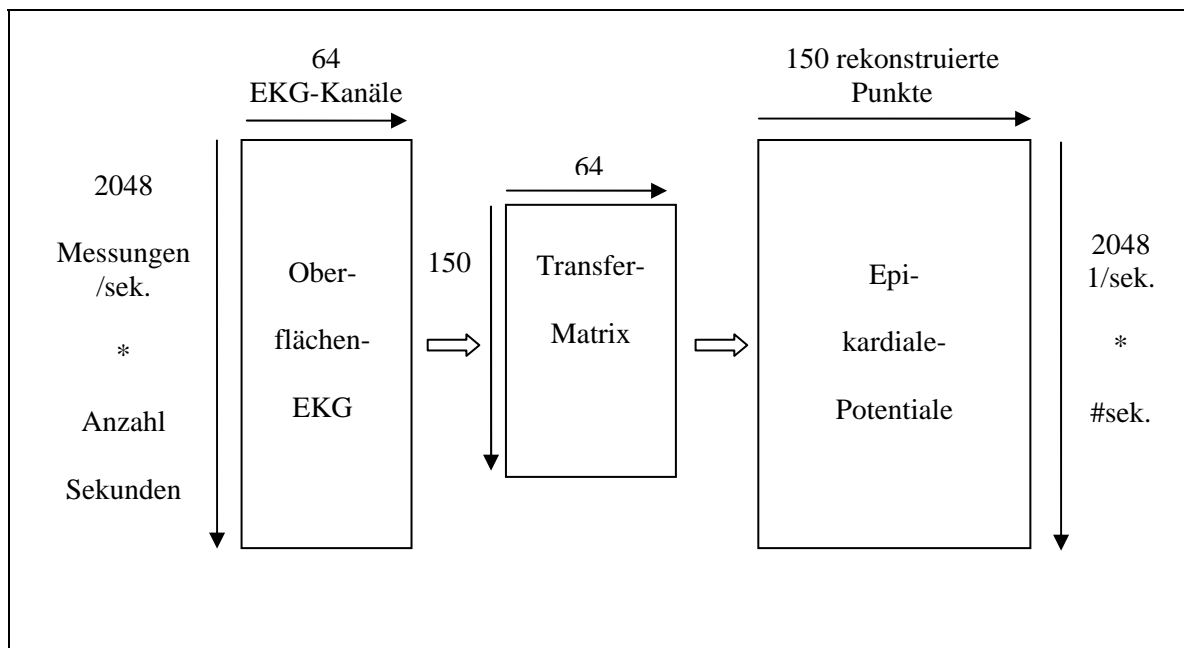 64
EKG-Kanäle
150 rekonstruierte
Punkte
2048
Messungen
/sek.
*
Anzahl
Sekunden
Ober-
flächen-
EKG
150
64
Transfer-
Matrix
Epi-
kardiale-
Potentiale
2048
1/sek.
*
#sek.